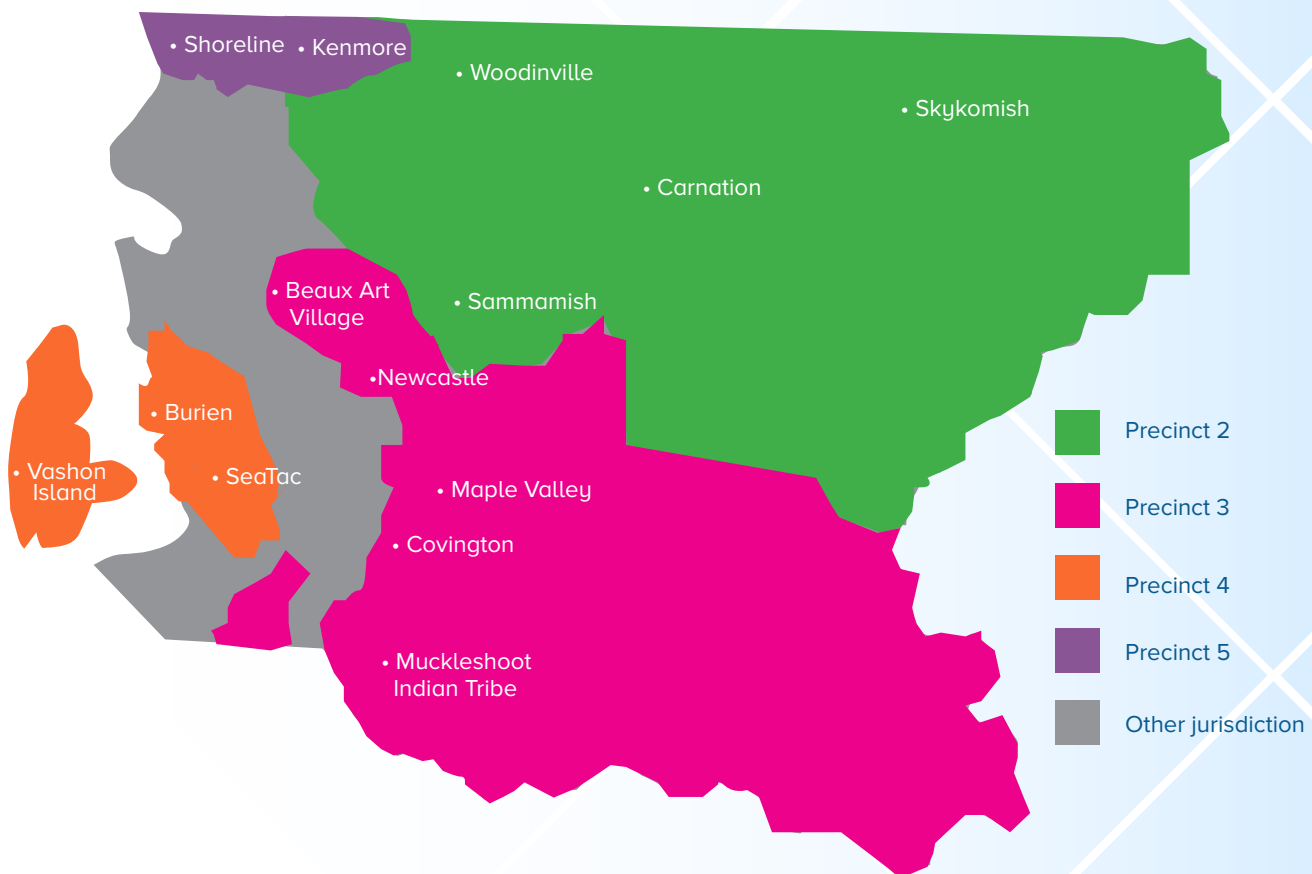 • Shoreline
• Kenmore
• Woodinville
• Skykomish
• Carnation
• Beaux Art
Village
• Sammamish
•Newcastle
• Burien
• Vashon
Island
• SeaTac
• Maple Valley
• Covington
• Muckleshoot
Indian Tribe
Precinct 2
Precinct 3
Precinct 4
Precinct 5
Other jurisdiction